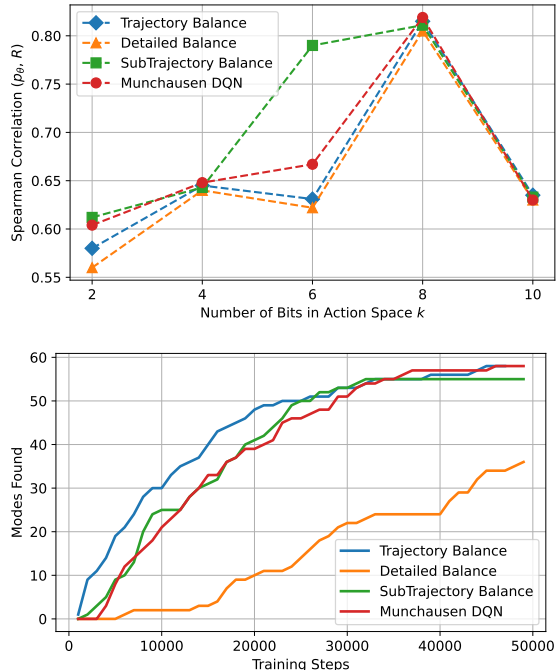 0.80
0.75
0.70
0.65
0.60
0.55
Spearman Correlation (pθ, R)
Trajectory Balance
Detailed Balance
SubTrajectory Balance
Munchausen DQN
2 4 6 8 10
Number of Bits in Action Space k
60
50
40
30
20
10
0
Modes Found
Trajectory Balance
Detailed Balance
SubTrajectory Balance
Munchausen DQN
0 10000 20000 30000 40000 50000
Training Steps